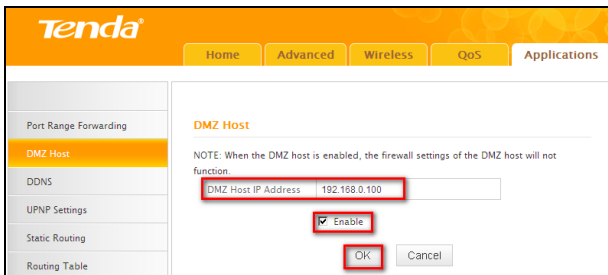 Tenda®
Home Advanced Wireless QoS Applications
Port Range Forwarding
DMZ Host
DDNS
UPNP Settings
Static Routing
Routing Table
DMZ Host
NOTE: When the DMZ host is enabled, the firewall settings of the DMZ host will not
function.
DMZ Host IP Address 192.168.0.100
Enable
OK Cancel